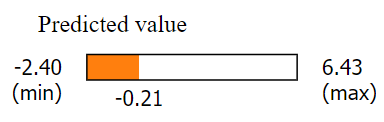 Predicted value
-2.40 6.43
(min) -0.21 (max)